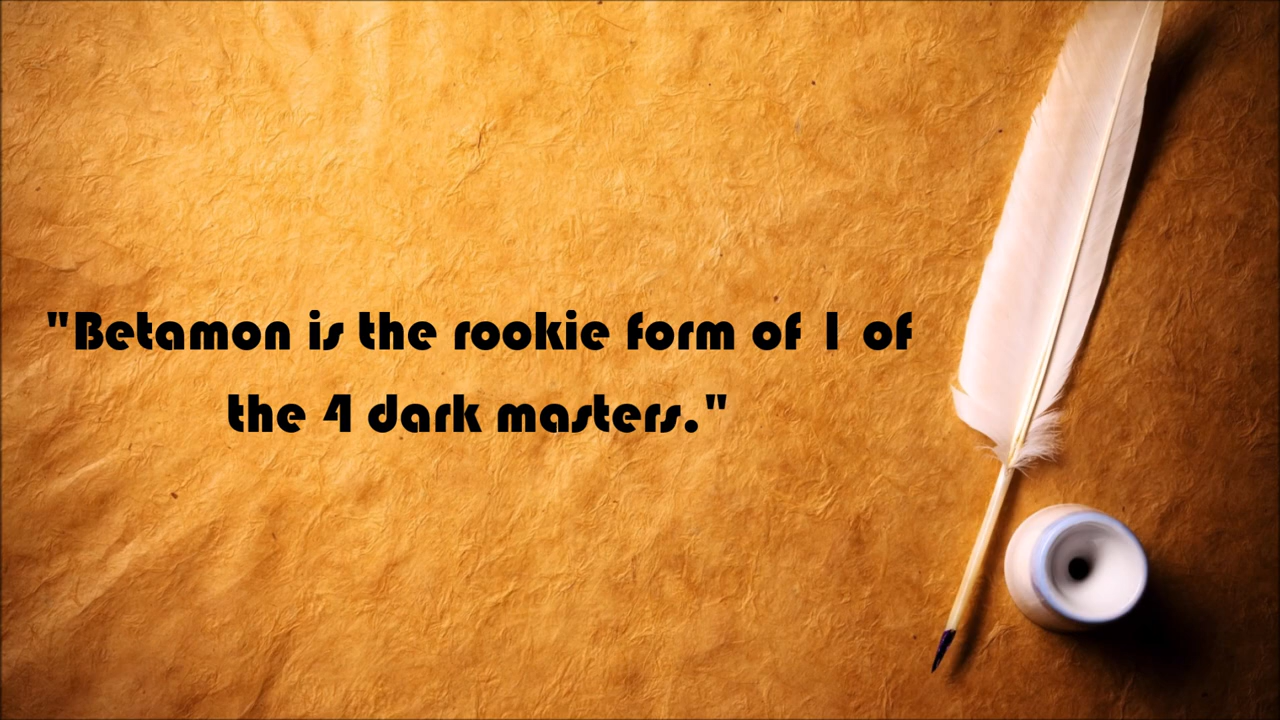 "Betamon is the rookie form of 1 of
the 4 dark masters."